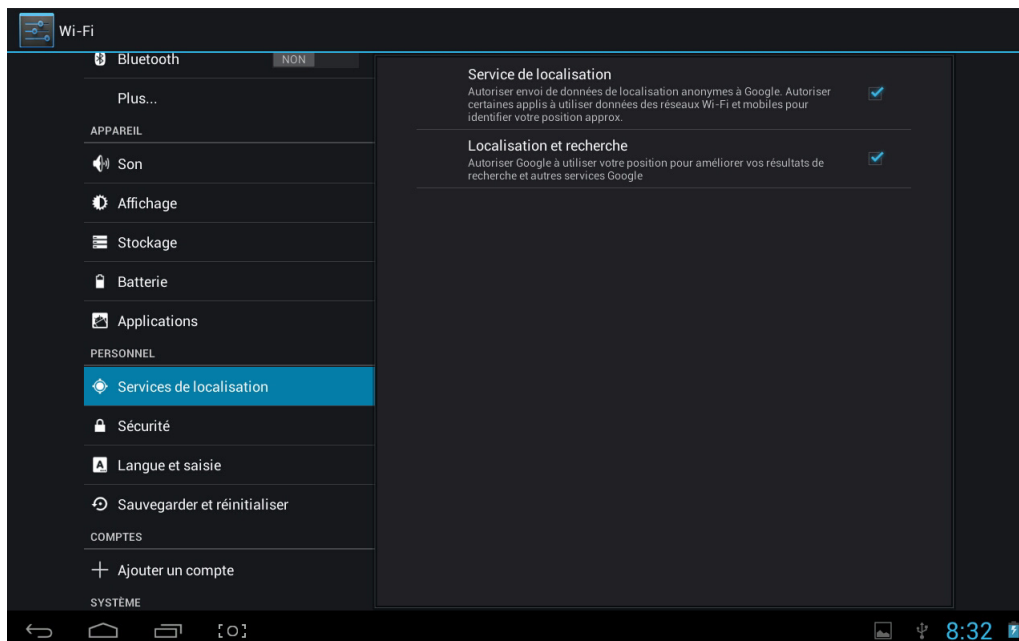 Wi-Fi
Bluetooth
NON
Plus...
APPAREIL
Son
Affichage
Stockage
Batterie
Applications
PERSONNEL
Services de localisation
Sécurité
Langue et saisie
Sauvegarder et réinitialiser
COMPTES
Ajouter un compte
SYSTÈME
Service de localisation
Autoriser envoi de données de localisation anonymes à Google. Autoriser
certaines applis à utiliser données des réseaux Wi-Fi et mobiles pour
identifier votre position approx.
Localisation et recherche
Autoriser Google à utiliser votre position pour améliorer vos résultats de
recherche et autres services Google
8:32